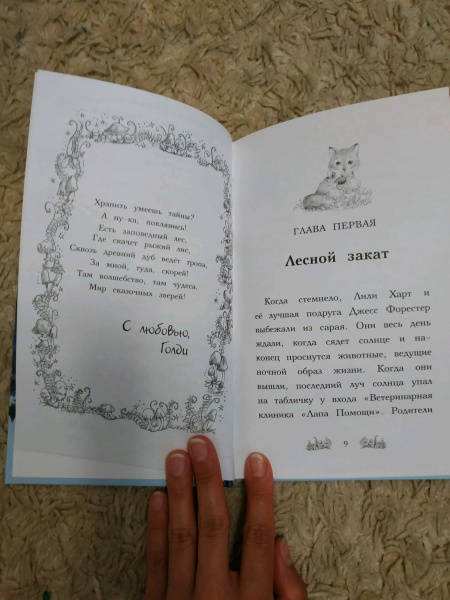 Хранить умеешь тайны?
А ну-ка, поклянись!
Есть заповедный лес,
Где скачет рыжий лис,
Сквозь древний дуб ведёт тропа,
За мной, туда, скорей!
Там волшебство, там чудеса,
Мир сказочных зверей!
С любовью,
Голди
ГЛАВА ПЕРВАЯ
Лесной закат
Когда стемнело, Лили Харт и
её лучшая подруга Джесс Форестер
выбежали из сарая. Они весь день
ждали, когда сядет солнце и на-
конец проснутся животные, ведущие
ночной образ жизни. Когда они
вышли, последний луч солнца упал
на табличку у входа «Ветеринарная
клиника «Лапа Помощи». Родители
9